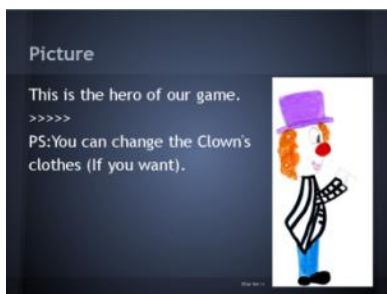 Picture
This is the hero of our game.
>>>>>
PS:You can change the Clown's
clothes (If you want).